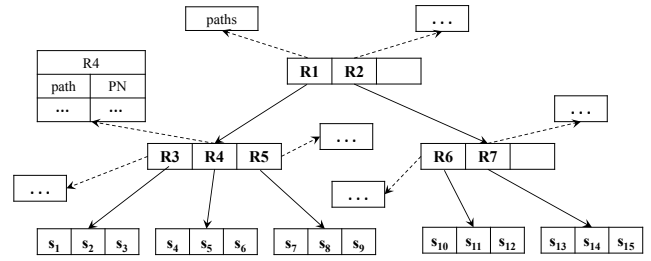 paths
...
R4
path PN
... ...
R1 R2
...
R3 R4 R5
...
R6 R7
...
...
s1 s2 s3
s4 s5 s6
s7 s8 s9
s10 s11 s12
s13 s14 s15